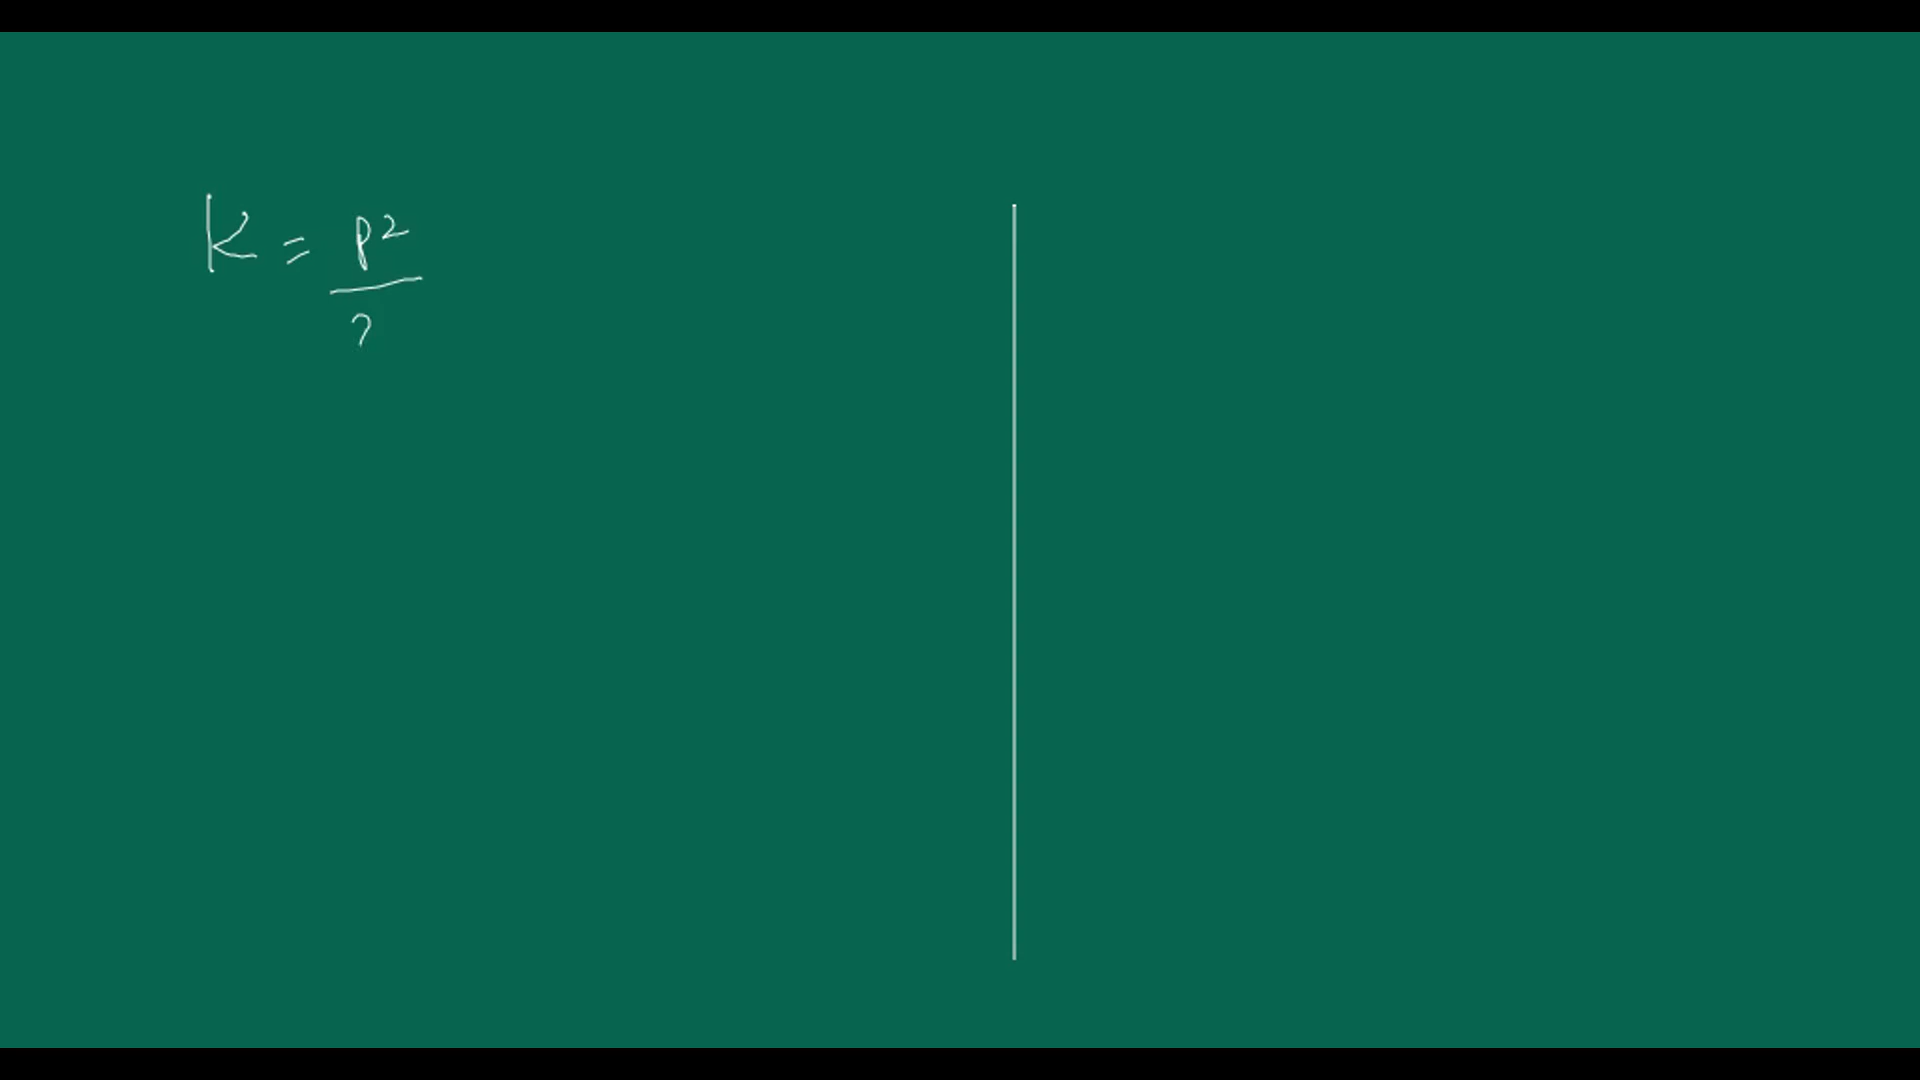 K = p²
?